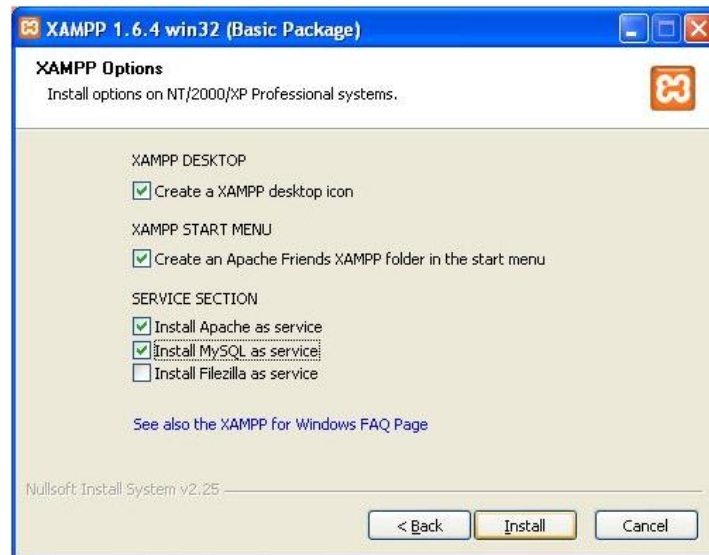 XAMPP 1.6.4 win32 (Basic Package)
XAMPP Options
Install options on NT/2000/XP Professional systems.
XAMPP DESKTOP
Create a XAMPP desktop icon
XAMPP START MENU
Create an Apache Friends XAMPP folder in the start menu
SERVICE SECTION
Install Apache as service
Install MySQL as service
Install Filezilla as service
See also the XAMPP for Windows FAQ Page
Nullsoft Install System v2.25
< Back Install Cancel